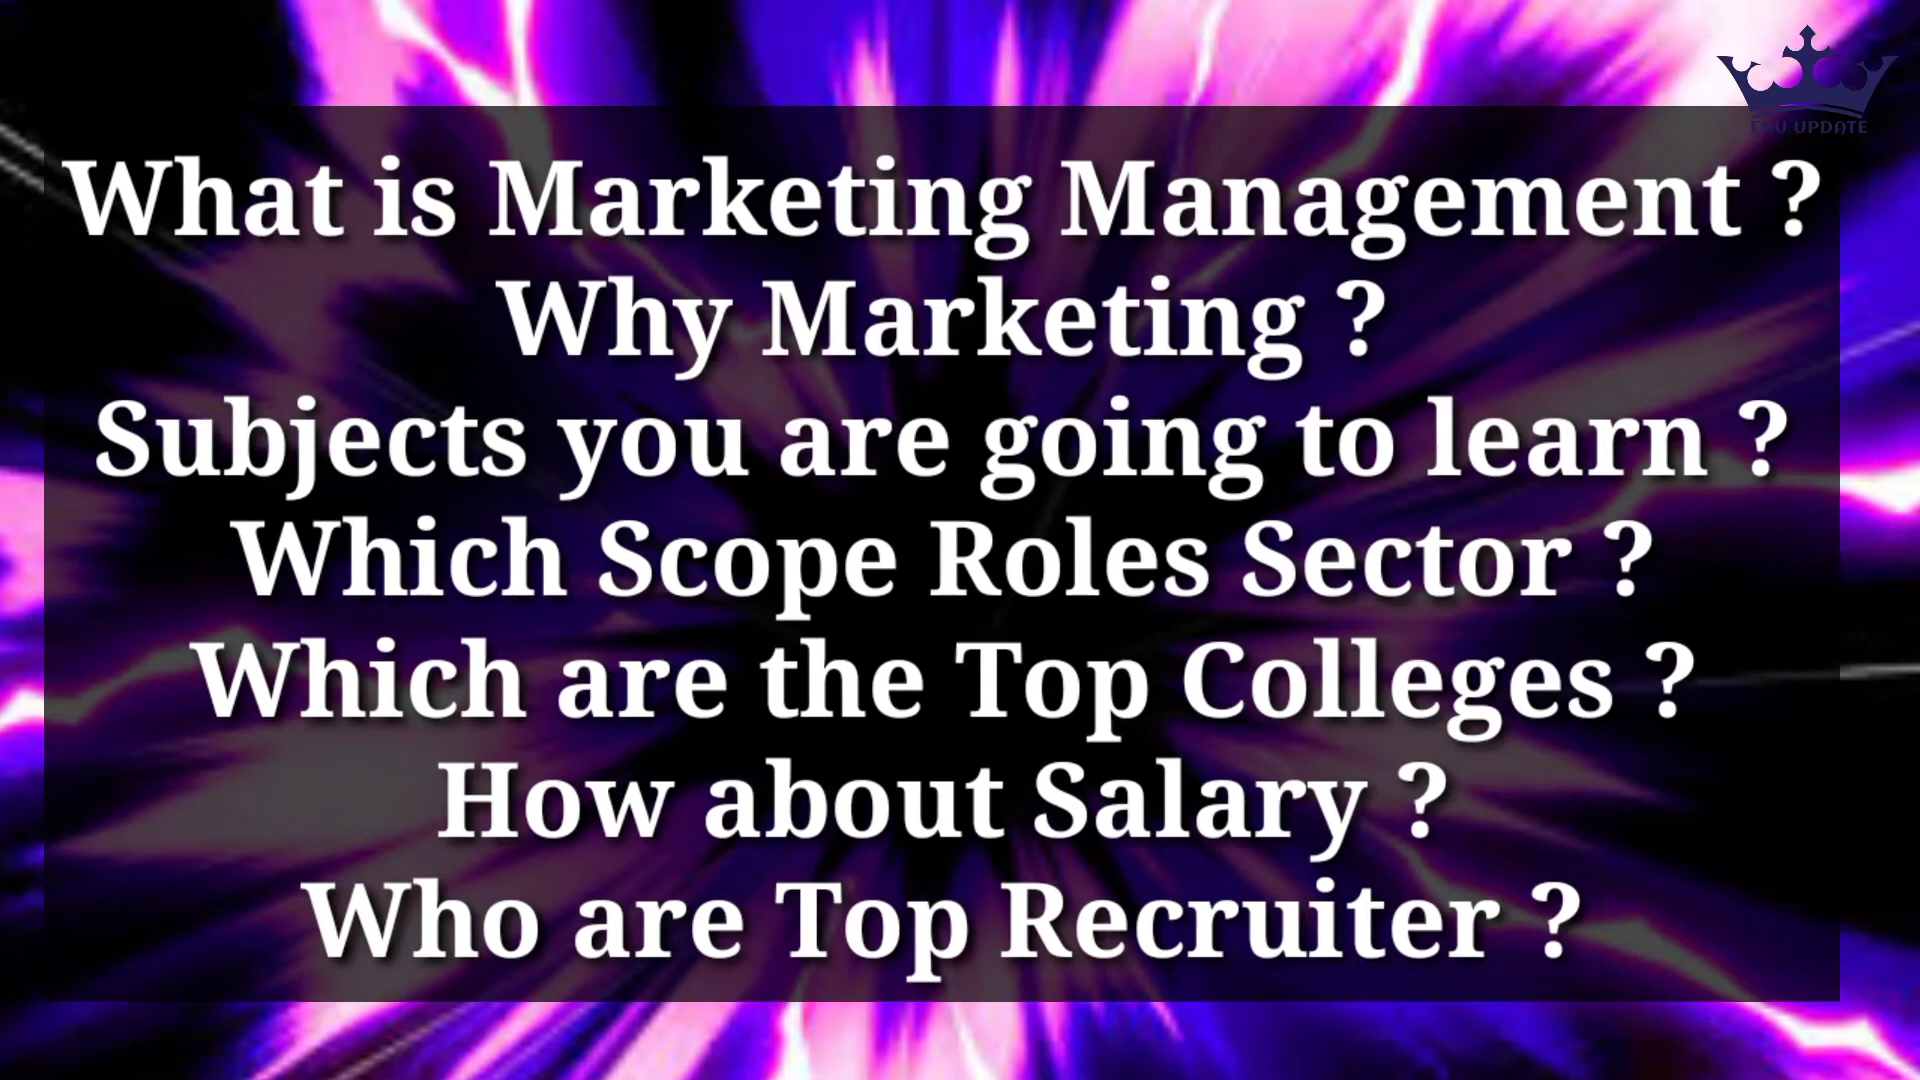 UPDATE
What is Marketing Management ?
Why Marketing ?
Subjects you are going to learn ?
Which Scope Roles Sector ?
Which are the Top Colleges ?
How about Salary ?
Who are Top Recruiter ?